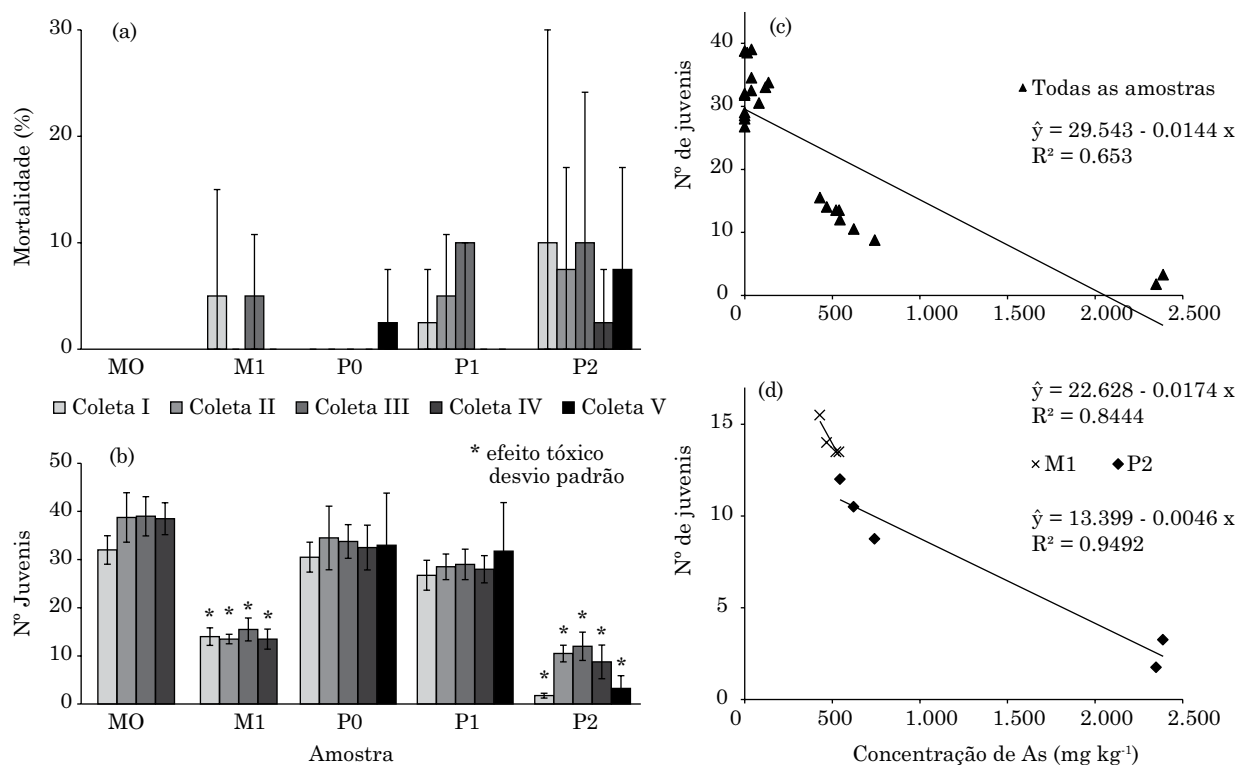 (a)
Mortalidade (%)
30
20
10
0
MO M1 P0 P1 P2
Coleta I Coleta II Coleta III Coleta IV Coleta V
(b)
* efeito tóxico
desvio padrão
Nº Juvenis
50
40
30
20
10
0
* * * *
* * * * *
MO M1 P0 P1 P2
Amostra
(c)
Nº de juvenis
40
30
20
10
0
Todas as amostras
ŷ = 29.543 - 0.0144 x
R² = 0.653
0 500 1.000 1.500 2.000 2.500
(d)
Nº de juvenis
15
10
5
0
ŷ = 22.628 - 0.0174 x
R² = 0.8444
M1 P2
ŷ = 13.399 - 0.0046 x
R² = 0.9492
0 500 1.000 1.500 2.000 2.500
Concentração de As (mg kg⁻¹)